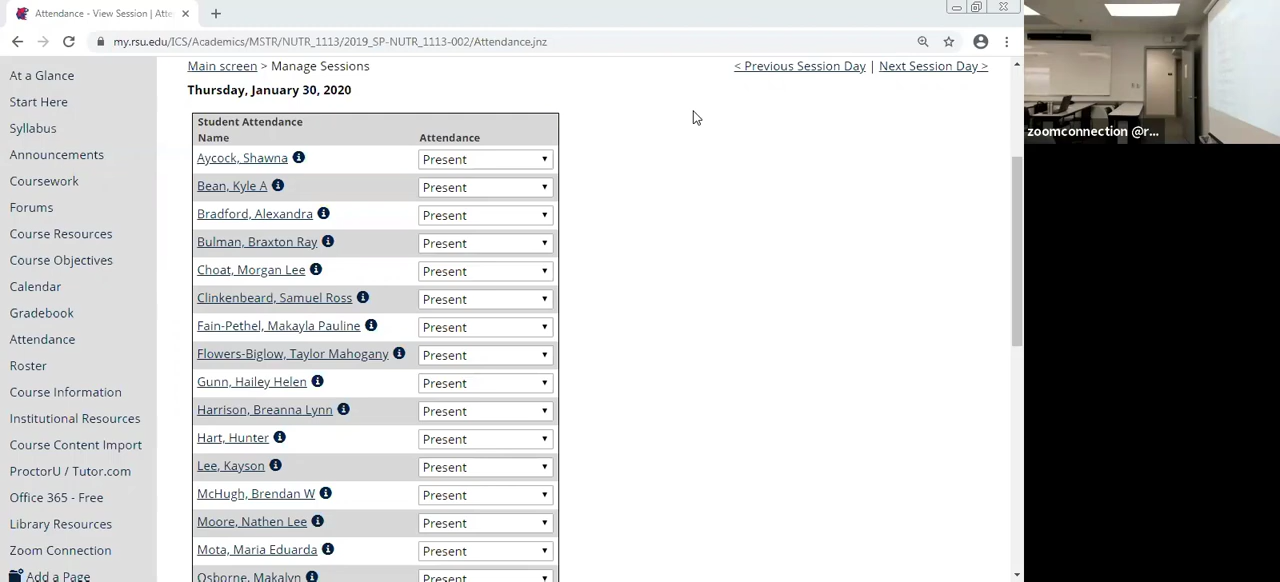 Attendance - View Session | Atte
my.rsu.edu/ICS/Academics/MSTR/NUTR_1113/2019_SP-NUTR_1113-002/Attendance.jnz
At a Glance
Start Here
Syllabus
Announcements
Coursework
Forums
Course Resources
Course Objectives
Calendar
Gradebook
Attendance
Roster
Course Information
Institutional Resources
Course Content Import
ProctorU / Tutor.com
Office 365 - Free
Library Resources
Zoom Connection
Add a Page
Main screen > Manage Sessions
< Previous Session Day | Next Session Day >
Thursday, January 30, 2020
Student Attendance
Name Attendance
Aycock, Shawna Present
Bean, Kyle A Present
Bradford, Alexandra Present
Bulman, Braxton Ray Present
Choat, Morgan Lee Present
Clinkenbeard, Samuel Ross Present
Fain-Pethel, Makayla Pauline Present
Flowers-Biglow, Taylor Mahogany Present
Gunn, Hailey Helen Present
Harrison, Breanna Lynn Present
Hart, Hunter Present
Lee, Kayson Present
McHugh, Brendan W Present
Moore, Nathen Lee Present
Mota, Maria Eduarda Present
Osborne, Makalyn Present
zoomconnection @r...